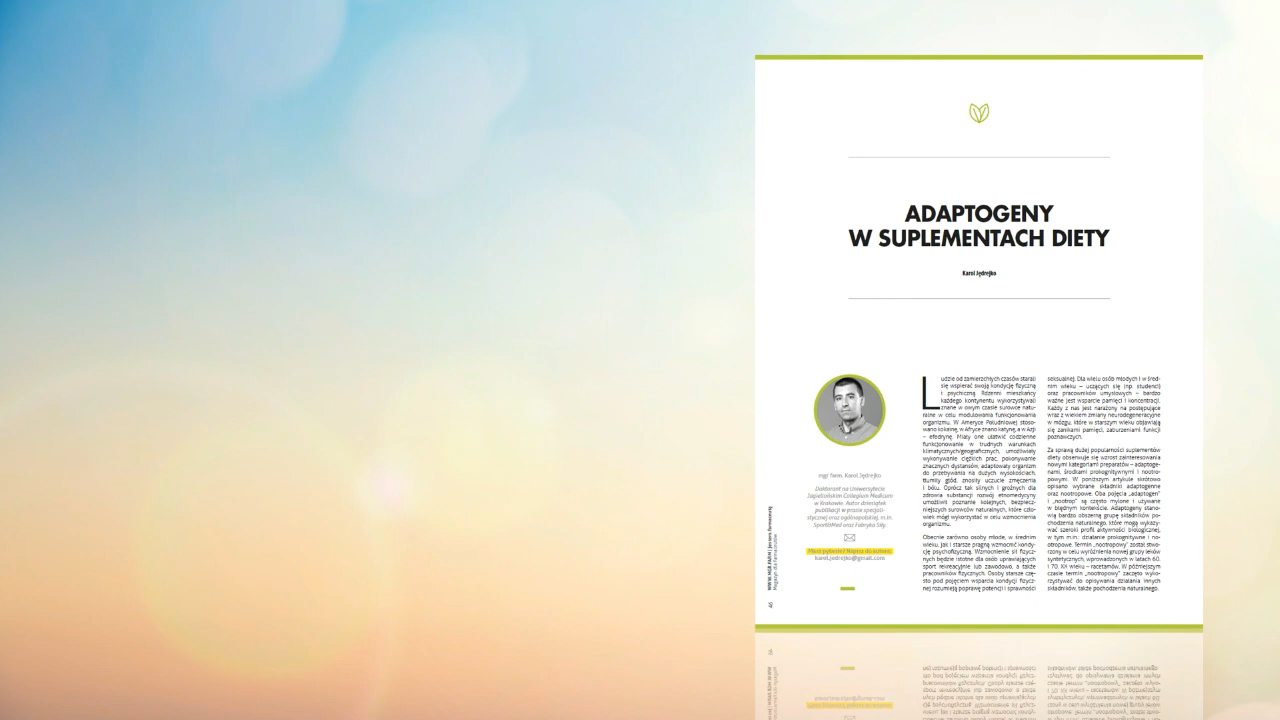 ADAPTOGENY
W SUPLEMENTACH DIETY
Karol Jędrejko
mgr farm. Karol Jędrejko
Doktorant na Uniwersytecie
Jagiellońskim Collegium Medicum
w Krakowie. Autor dziesiątek
publikacji w prasie specjali-
stycznej oraz ogólnopolskiej, m.in.
Sport&Med oraz Fabryka Siły.
Masz pytanie? Napisz do autora:
karol.jedrejko@gmail.com
Ludzie od zamierzchłych czasów starali
się wspierać swoją kondycję fizyczną
i psychiczną. Rdzenni mieszkańcy
każdego kontynentu wykorzystywali
znane w owym czasie surowce natu-
ralne w celu modulowania funkcjonowania
organizmu. W Ameryce Południowej stoso-
wano kokainę, w Afryce znano katynę, a w Azji
– efedrynę. Miały one ułatwić codzienne
funkcjonowanie w trudnych warunkach
klimatycznych/geograficznych, umożliwiały
wykonywanie ciężkich prac, pokonywanie
znacznych dystansów, adaptowały organizm
do przebywania na dużych wysokościach,
tłumiły głód, znosiły uczucie zmęczenia
i bólu. Oprócz tak silnych i groźnych dla
zdrowia substancji rozwój etnomedycyny
umożliwił poznanie kolejnych, bezpiecz-
niejszych surowców naturalnych, które czło-
wiek mógł wykorzystać w celu wzmocnienia
organizmu.
Obecnie zarówno osoby młode, w średnim
wieku, jak i starsze pragną wzmocnić kondy-
cję psychofizyczną. Wzmocnienie sił fizycz-
nych będzie istotne dla osób uprawiających
sport rekreacyjnie lub zawodowo, a także
pracowników fizycznych. Osoby starsze czę-
sto pod pojęciem wsparcia kondycji fizycz-
nej rozumieją poprawę potencji i sprawności
seksualnej. Dla wielu osób młodych i w śred-
nim wieku – uczących się (np. studenci)
oraz pracowników umysłowych – bardzo
ważne jest wsparcie pamięci i koncentracji.
Każdy z nas jest narażony na postępujące
wraz z wiekiem zmiany neurodegeneracyjne
w mózgu, które w starszym wieku objawiają
się zanikami pamięci, zaburzeniami funkcji
poznawczych.
Za sprawą dużej popularności suplementów
diety obserwuje się wzrost zainteresowania
nowymi kategoriami preparatów – adaptoge-
nami, środkami prokognitywnymi i nootro-
powymi. W poniższym artykule skrótowo
opisano wybrane składniki adaptogenne
oraz nootropowe. Oba pojęcia „adaptogen”
i „nootrop” są często mylone i używane
w błędnym kontekście. Adaptogeny stano-
wią bardzo obszerną grupę składników po-
chodzenia naturalnego, które mogą wykazy-
wać szeroki profil aktywności biologicznej,
w tym m.in.: działanie prokognitywne i no-
otropowe. Termin „nootropowy” został stwo-
rzony w celu wyróżnienia nowej grupy leków
syntetycznych, wprowadzonych w latach 60.
i 70. XX wieku – racetamów. W późniejszym
czasie termin „nootropowy” zaczęto wyko-
rzystywać do opisywania działania innych
składników, także pochodzenia naturalnego.
46